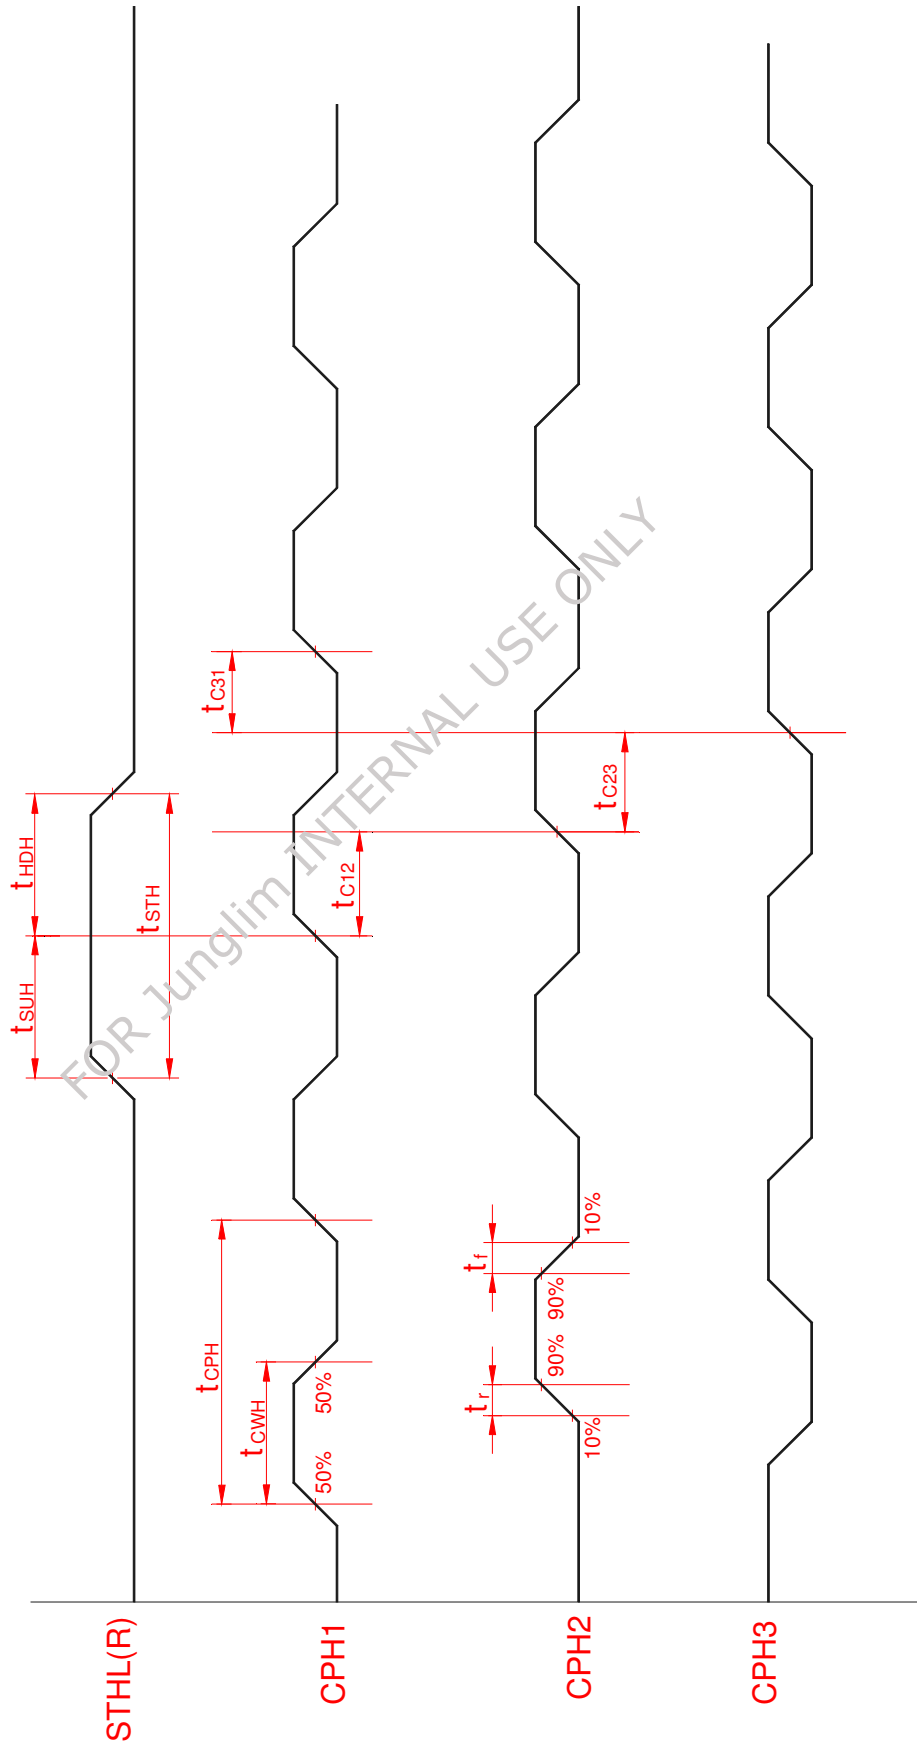 STHL(R)
tSUH
tHDH
tSTH
CPH1
tCPH
tCWH
50%
50%
tC12
tC31
CPH2
tr
tf
10%
90%
90%
10%
tC23
CPH3
FOR Junglim INTERNAL USE ONLY